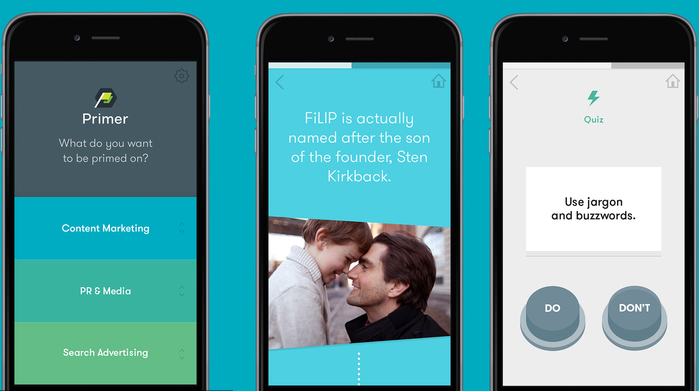 Primer
What do you want
to be primed on?
Content Marketing
PR & Media
Search Advertising
FiLIP is actually
named after the son
of the founder, Sten
Kirkback.
Quiz
Use jargon
and buzzwords.
DO
DON'T